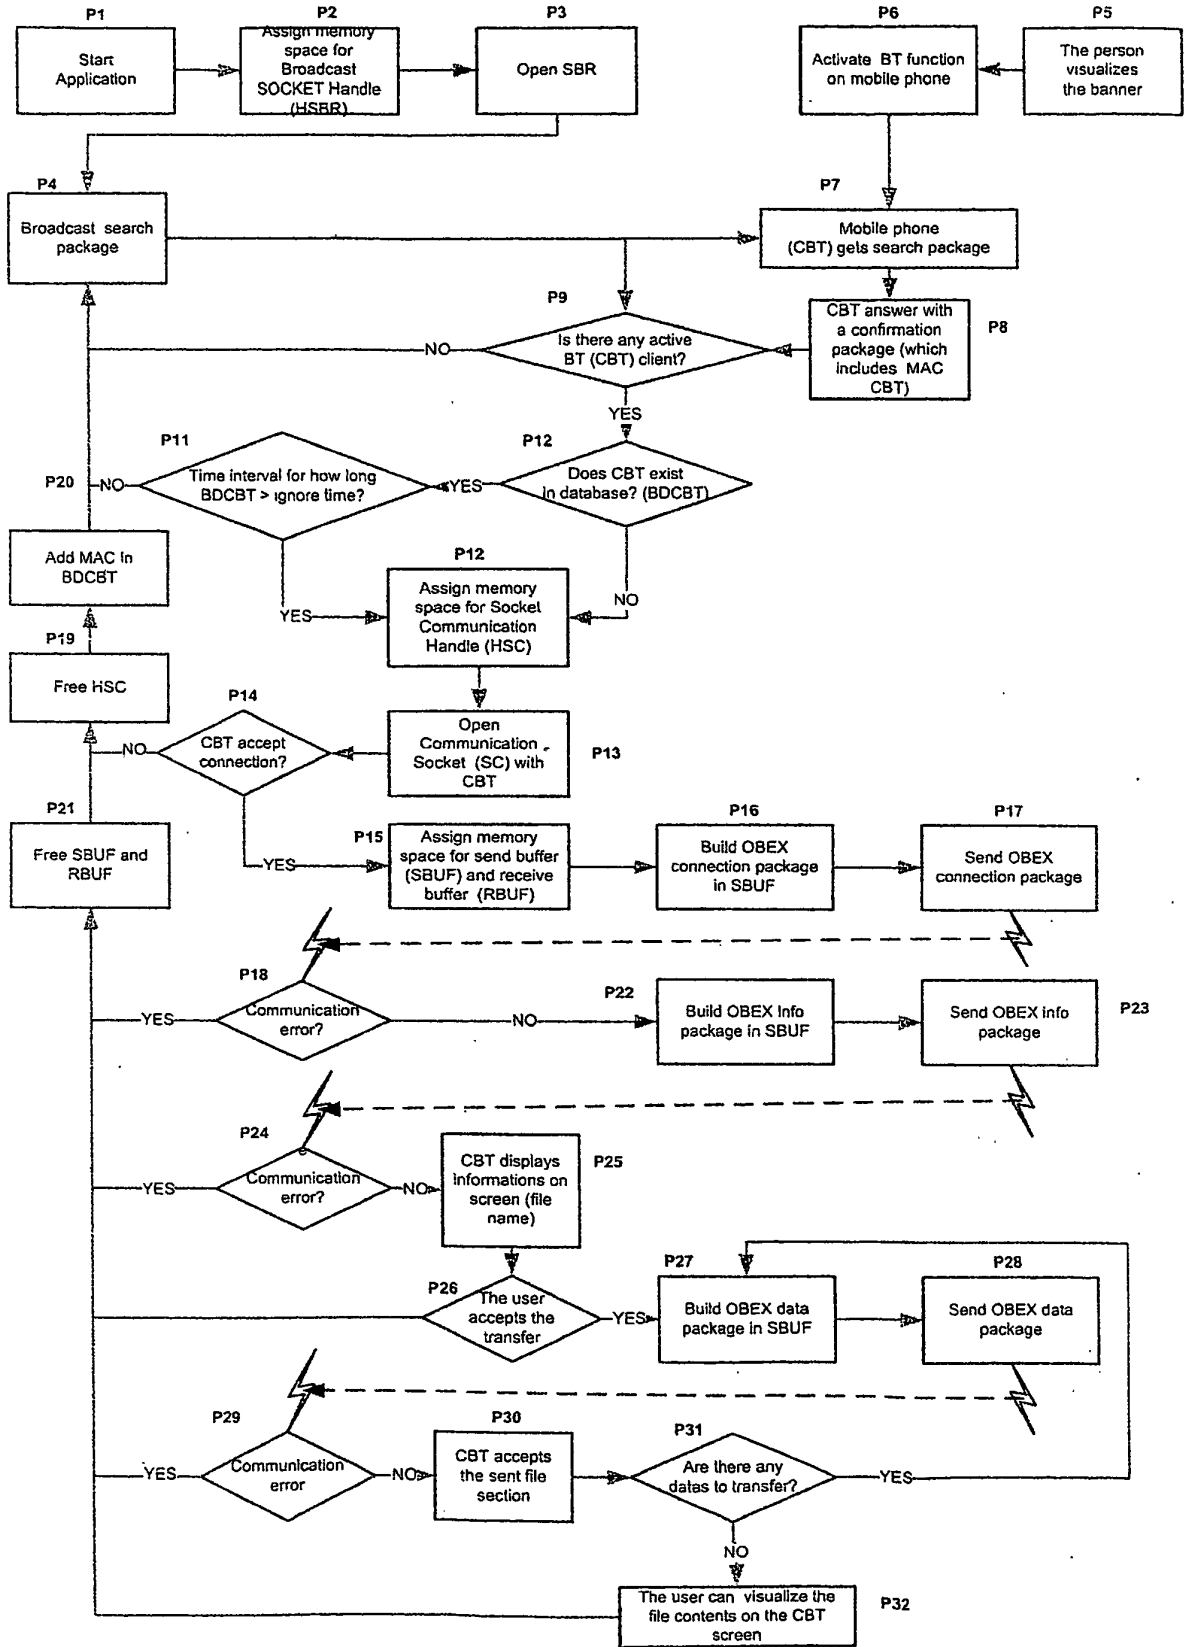 P1
Start
Application
P2
Assign memory
space for
Broadcast
SOCKET Handle
(HSBR)
P3
Open SBR
P6
Activate BT function
on mobile phone
P5
The person
visualizes
the banner
P4
Broadcast search
package
P7
Mobile phone
(CBT) gets search package
P9
Is there any active
BT (CBT) client?
NO
YES
CBT answer with
a confirmation
package (which
includes MAC
CBT)
P8
P11
Time interval for how long
BDCBT > ignore time?
NO
YES
P12
Does CBT exist
in database? (BDCBT)
YES
NO
P20
Add MAC in
BDCBT
P12
Assign memory
space for Socket
Communication
Handle (HSC)
P19
Free HSC
P14
CBT accept
connection?
NO
YES
Open
Communication
Socket (SC) with
CBT
P13
P21
Free SBUF and
RBUF
P15
Assign memory
space for send buffer
(SBUF) and receive
buffer (RBUF)
P16
Build OBEX
connection package
in SBUF
P17
Send OBEX
connection package
P18
Communication
error?
YES
NO
P22
Build OBEX Info
package in SBUF
Send OBEX info
package
P23
P24
Communication
error?
YES
NO
CBT displays
informations on
screen (file
name)
P25
P26
The user
accepts the
transfer
YES
P27
Build OBEX data
package in SBUF
P28
Send OBEX data
package
P29
Communication
error
YES
NO
P30
CBT accepts
the sent file
section
P31
Are there any
dates to transfer?
YES
NO
The user can visualize the
file contents on the CBT
screen
P32